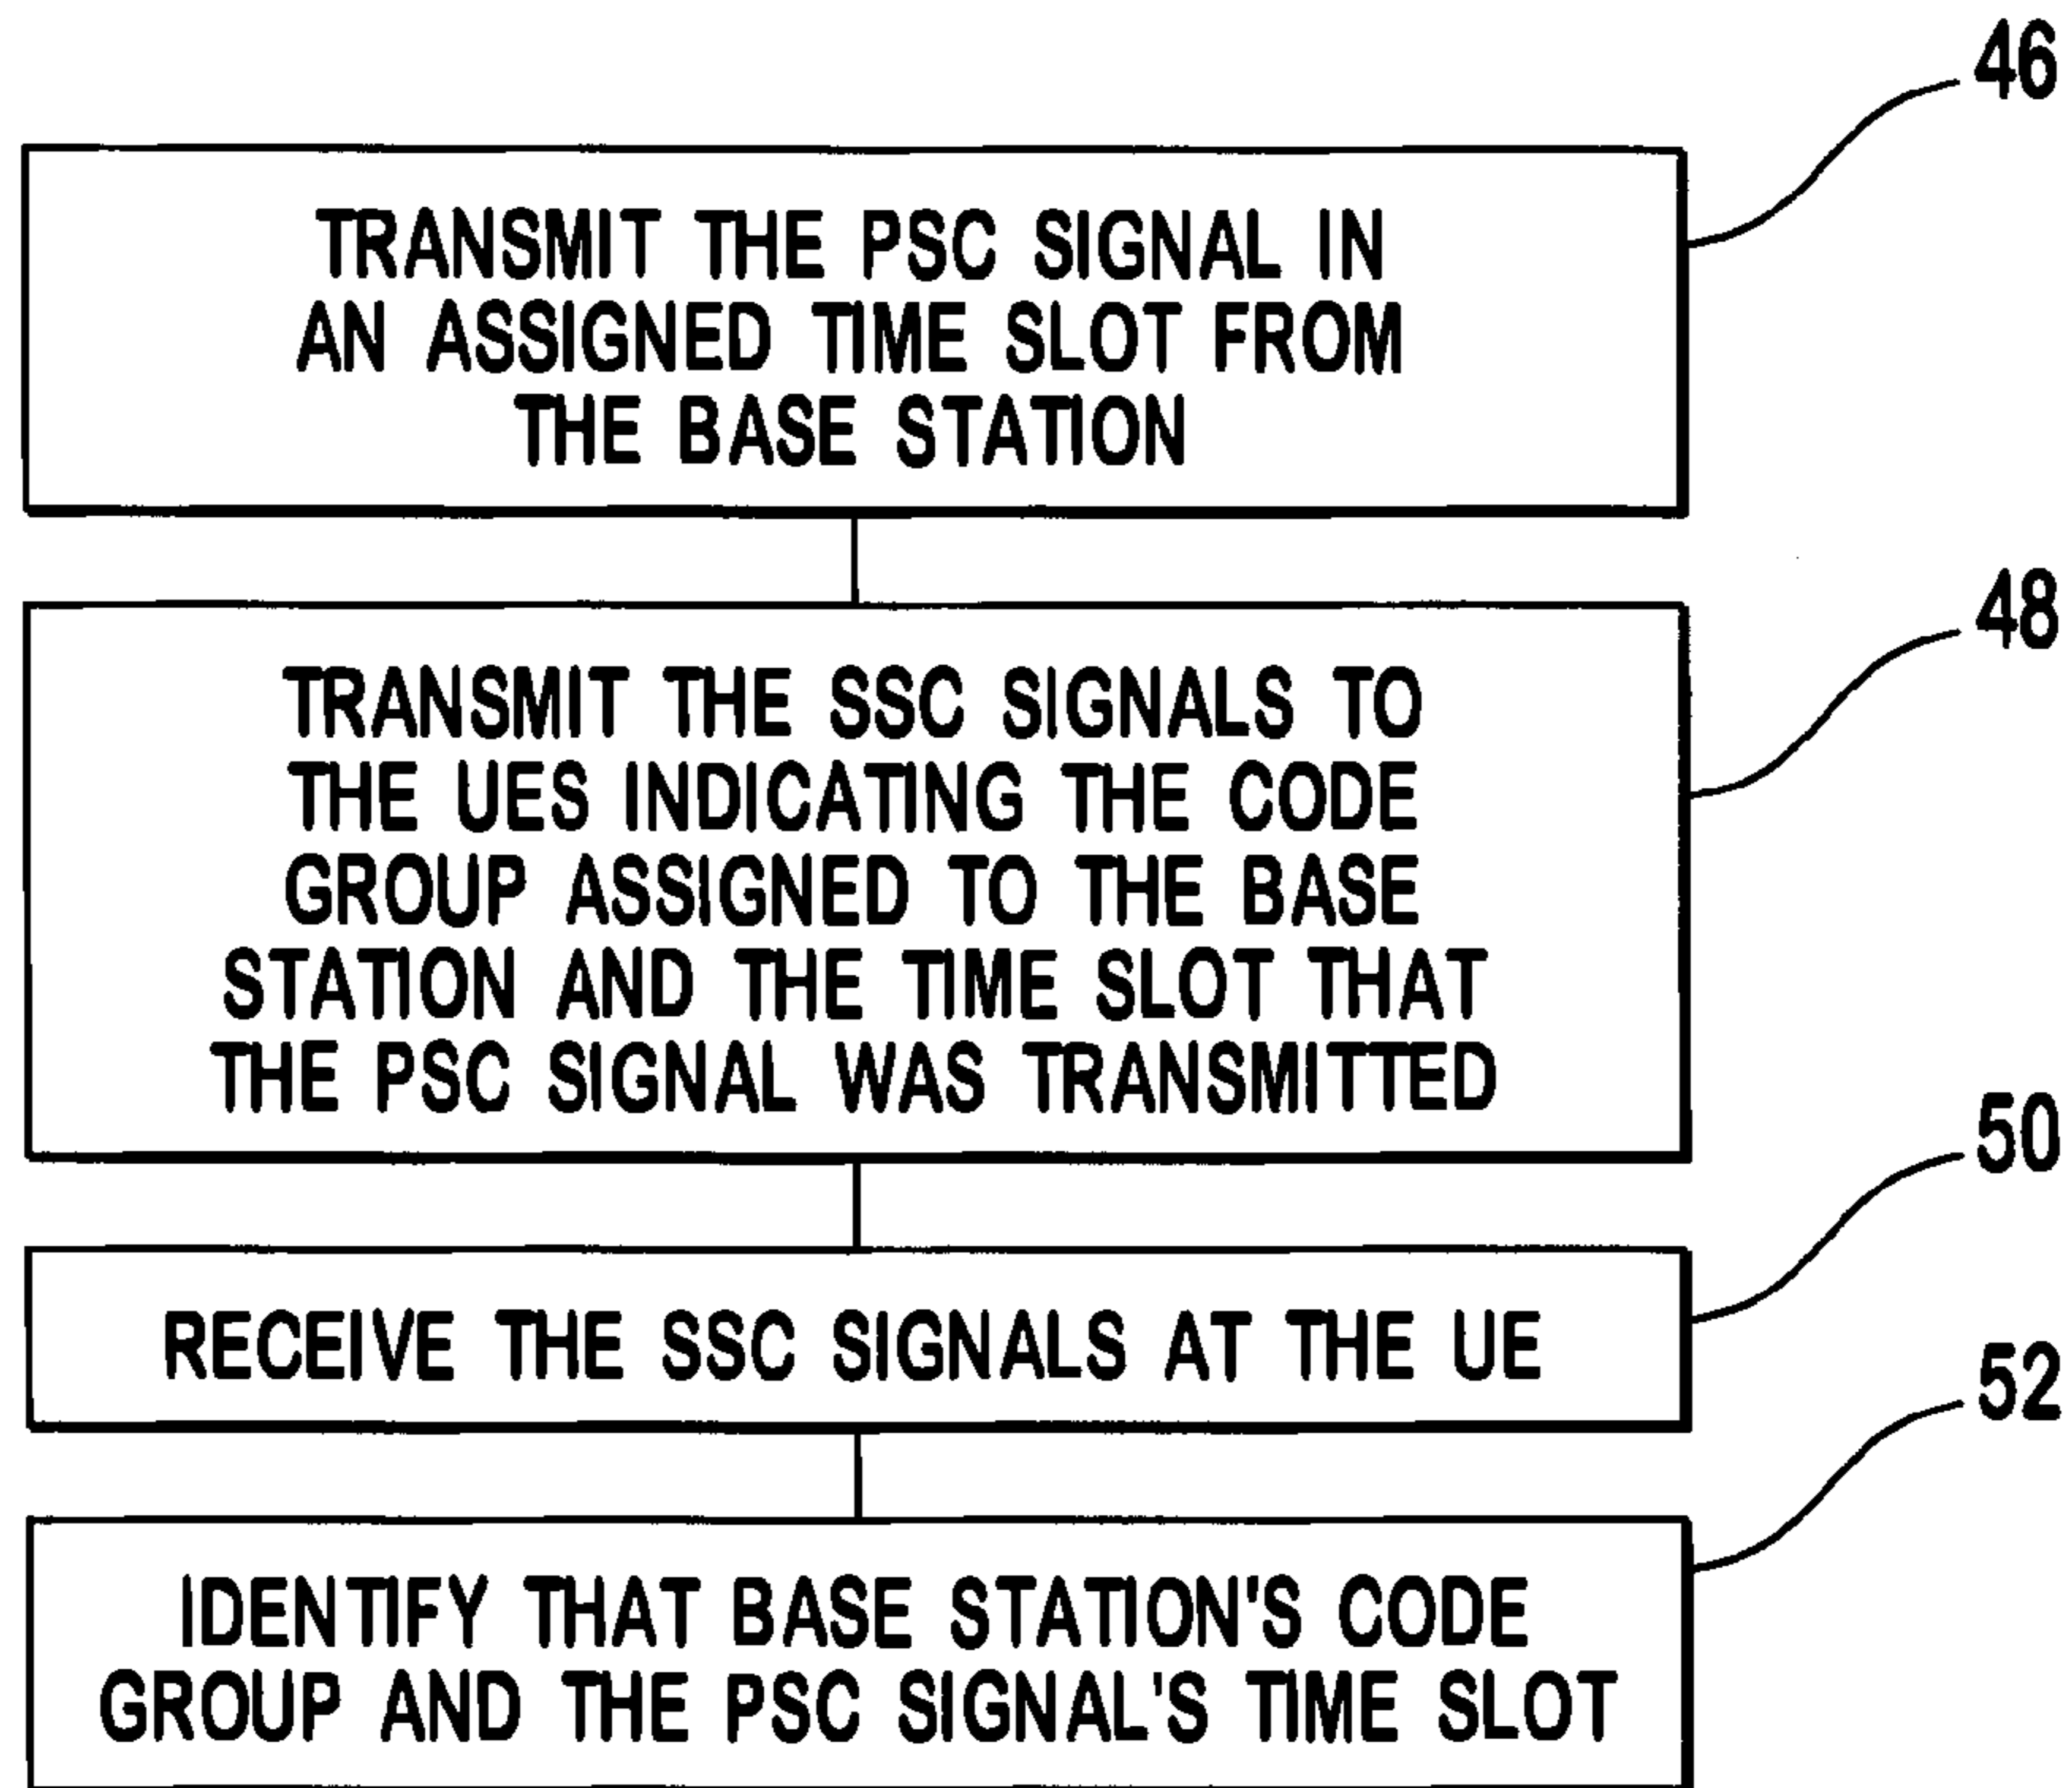 46
TRANSMIT THE PSC SIGNAL IN
AN ASSIGNED TIME SLOT FROM
THE BASE STATION
48
TRANSMIT THE SSC SIGNALS TO
THE UES INDICATING THE CODE
GROUP ASSIGNED TO THE BASE
STATION AND THE TIME SLOT THAT
THE PSC SIGNAL WAS TRANSMITTED
50
RECEIVE THE SSC SIGNALS AT THE UE
52
IDENTIFY THAT BASE STATION'S CODE
GROUP AND THE PSC SIGNAL'S TIME SLOT